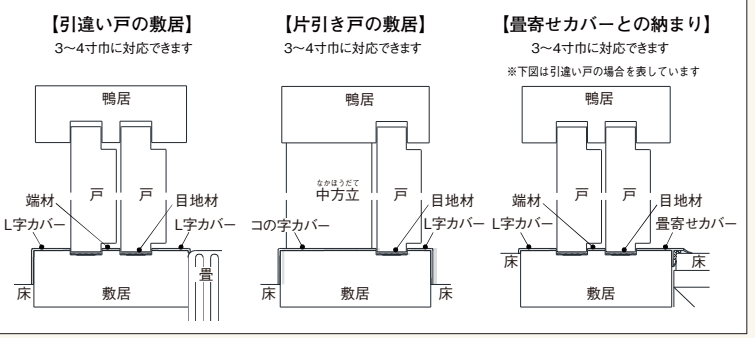 【引違い戸の敷居】
3～4寸巾に対応できます
鴨居
戸
戸
端材
目地材
L字カバー
L字カバー
畳
床
敷居
【片引き戸の敷居】
3～4寸巾に対応できます
鴨居
なかほうだて
中方立
戸
目地材
コの字カバー
L字カバー
床
敷居
床
【畳寄せカバーとの納まり】
3～4寸巾に対応できます
※下図は引違い戸の場合を表しています
鴨居
戸
戸
端材
目地材
L字カバー
畳寄せカバー
床
床
敷居